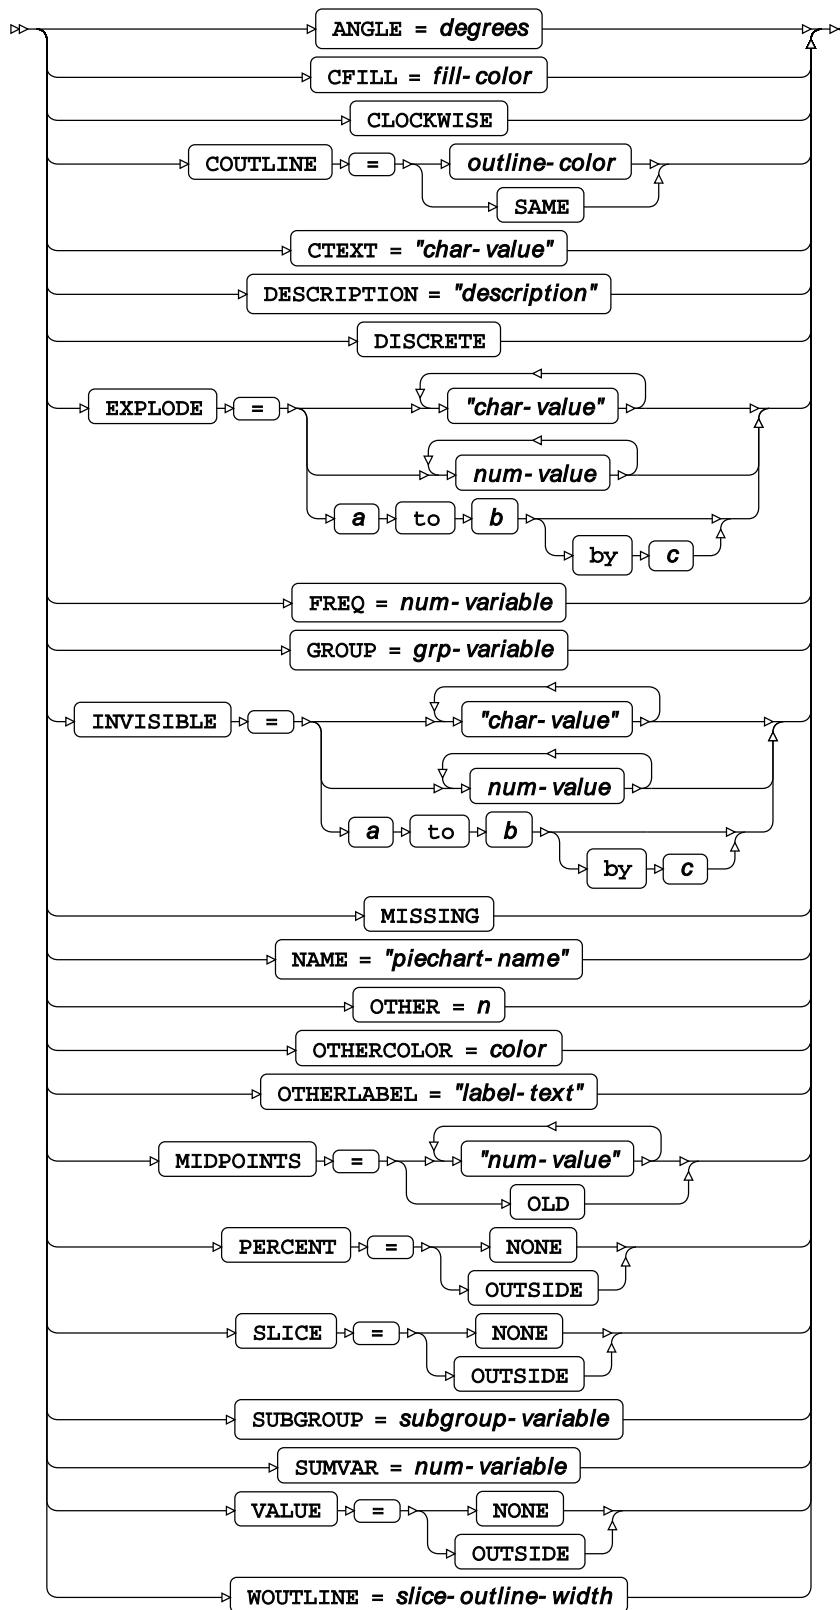 ANGLE = degrees
CFILL = fill-color
CLOCKWISE
COUTLINE = outline-color
SAME
CTEXT = "char-value"
DESCRIPTION = "description"
DISCRETE
EXPLODE = "char-value"
num-value
a to b
by c
FREQ = num-variable
GROUP = grp-variable
INVISIBLE = "char-value"
num-value
a to b
by c
MISSING
NAME = "piechart-name"
OTHER = n
OTHERCOLOR = color
OTHERLABEL = "label-text"
MIDPOINTS = "num-value"
OLD
PERCENT = NONE
OUTSIDE
SLICE = NONE
OUTSIDE
SUBGROUP = subgroup-variable
SUMVAR = num-variable
VALUE = NONE
OUTSIDE
WOUTLINE = slice-outline-width